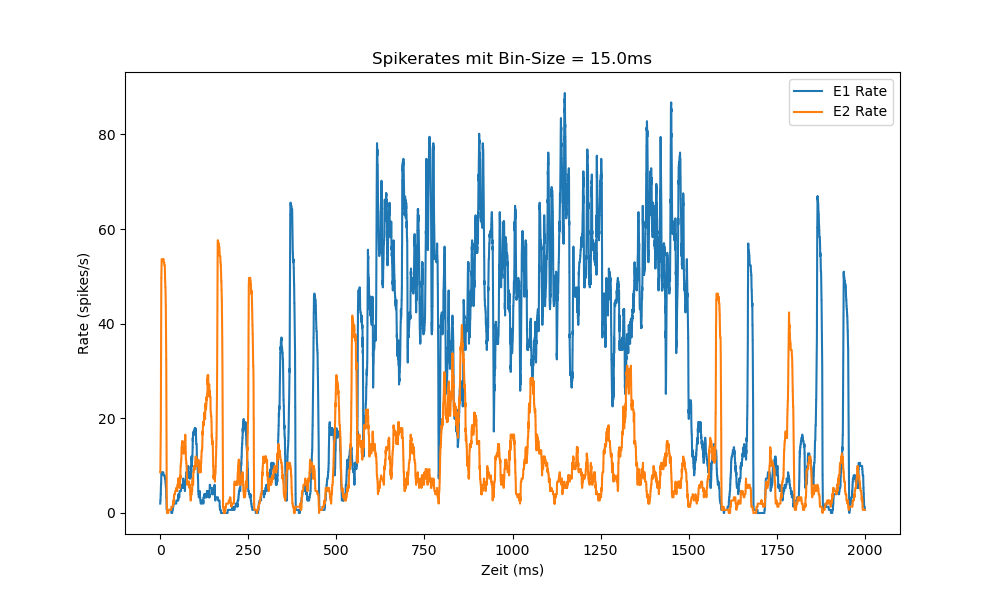 Spikerates mit Bin-Size = 15.0ms
E1 Rate
E2 Rate
Rate (spikes/s)
80
60
40
20
0
0 250 500 750 1000 1250 1500 1750 2000
Zeit (ms)